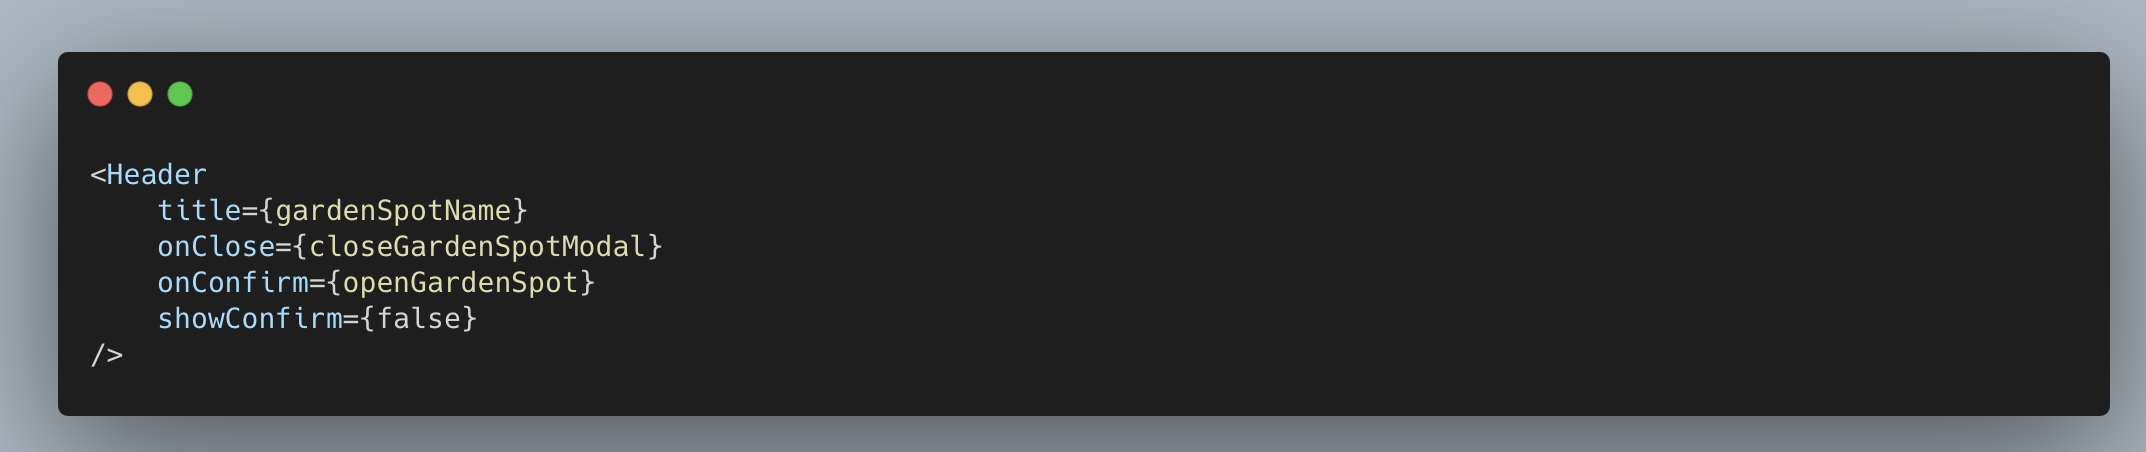 <Header
    title={gardenSpotName}
    onClose={closeGardenSpotModal}
    onConfirm={openGardenSpot}
    showConfirm={false}
/>